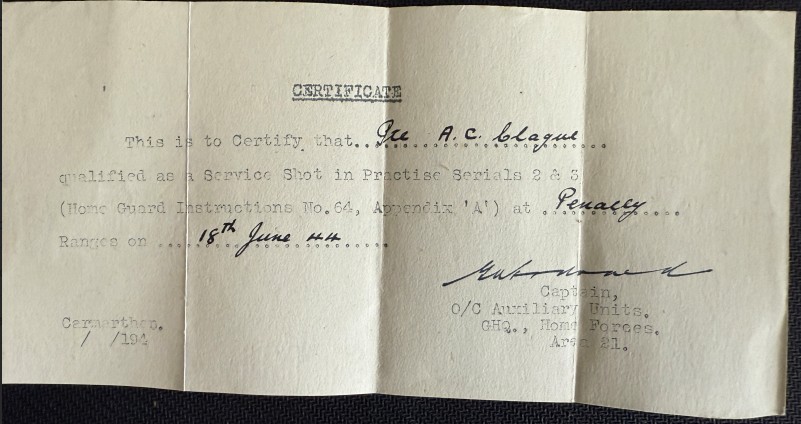 CERTIFICATE
This is to Certify that.. Pte A.C. Clague
qualified as a Service Shot in Practise Serials 2 & 3
(Home Guard Instructions No.64, Appendix 'A') at Penally
Ranges on 18th June 44
Captain,
O/C Auxiliary Units.
GHQ., Home Forces.
Area 21.
Carmarthen.
/ /194